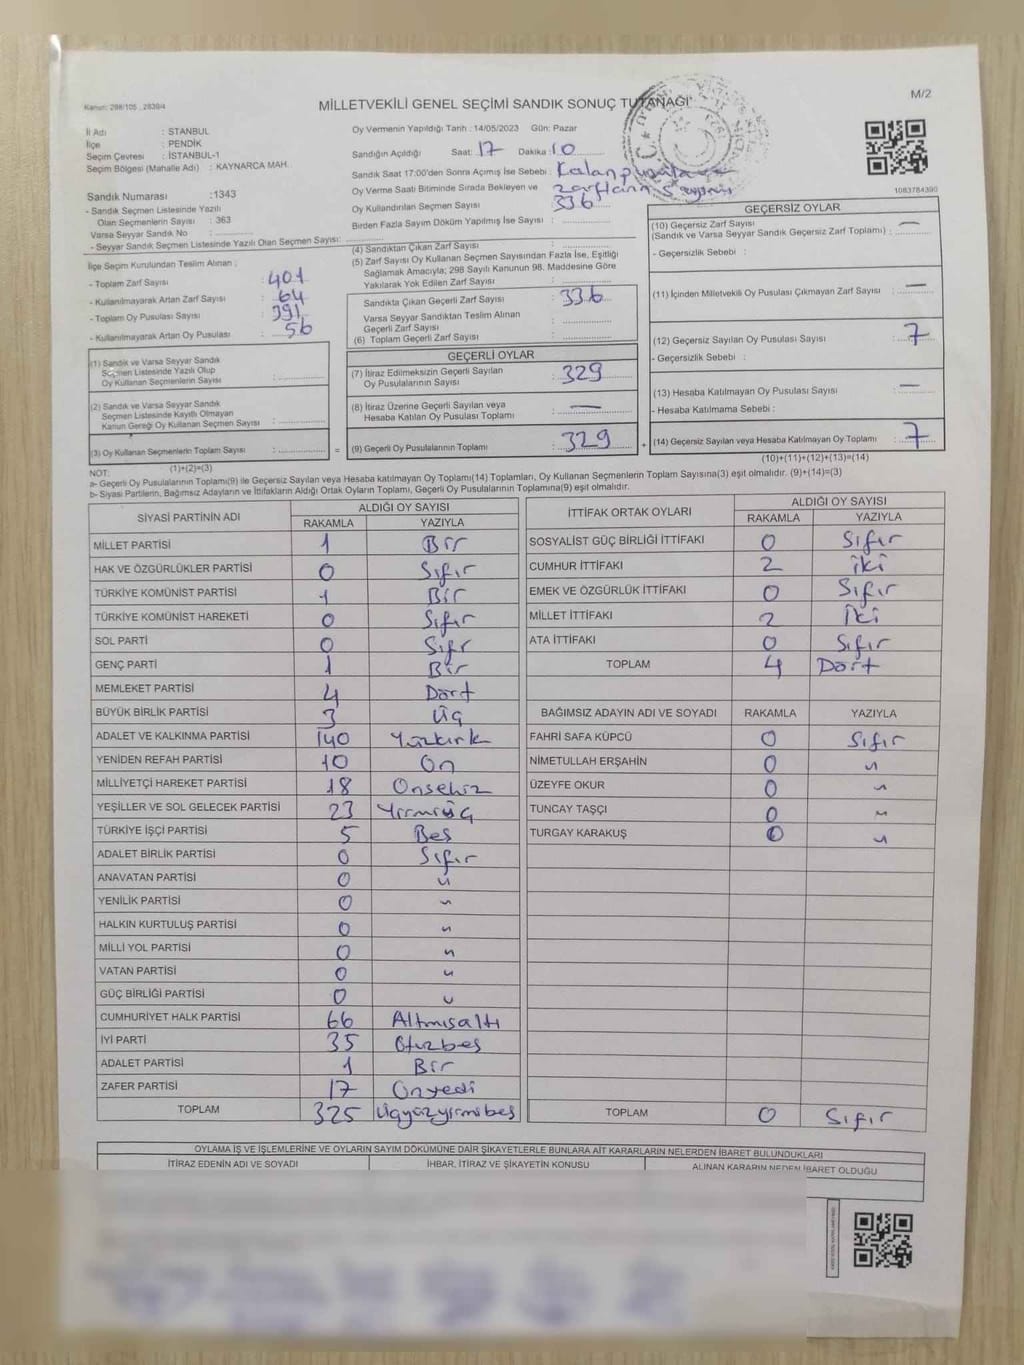 Kanun: 298/105 , 2839/4
MİLLETVEKİLİ GENEL SEÇİMİ SANDIK SONUÇ TUTANAĞI
M/2
İl Adı : STANBUL
İlçe : PENDİK
Seçim Çevresi : İSTANBUL-1
Seçim Bölgesi (Mahalle Adı) : KAYNARCA MAH.
Oy Vermenin Yapıldığı Tarih : 14/05/2023 Gün: Pazar
Sandığın Açıldığı Saat: 17 Dakika: 10
Sandık Saat 17:00'den Sonra Açımış İse Sebebi : Kalan pusula ve
Oy Verme Saati Bitiminde Sırada Bekleyen ve zarfların sayımı
Oy Kullandırılan Seçmen Sayısı : 336
Birden Fazla Sayım Döküm Yapılmış İse Sayısı :
1083784390
Sandık Numarası : 1343
- Sandık Seçmen Listesinde Yazılı
Olan Seçmenlerin Sayısı : 363
Varsa Seyyar Sandık No :
- Seyyar Sandık Seçmen Listesinde Yazılı Olan Seçmen Sayısı:
İlçe Seçim Kurulundan Teslim Alınan ;
- Toplam Zarf Sayısı : 401
- Kullanılmayarak Artan Zarf Sayısı : 64
- Toplam Oy Pusulası Sayısı : 391
- Kullanılmayarak Artan Oy Pusulası : 56
(1) Sandık ve Varsa Seyyar Sandık
Seçmen Listesinde Yazılı Olup
Oy Kullanan Seçmenlerin Sayısı :
(2) Sandık ve Varsa Seyyar Sandık
Seçmen Listesinde Kayıtlı Olmayan
Kanun Gereği Oy Kullanan Seçmen Sayısı :
(3) Oy Kullanan Seçmenlerin Toplam Sayısı :
(1)+(2)=(3)
(4) Sandıktan Çıkan Zarf Sayısı :
(5) Zarf Sayısı Oy Kullanan Seçmen Sayısından Fazla İse, Eşitliği
Sağlamak Amacıyla; 298 Sayılı Kanunun 98. Maddesine Göre
Yakılarak Yok Edilen Zarf Sayısı :
Sandıkta Çıkan Geçerli Zarf Sayısı : 336
Varsa Seyyar Sandıktan Teslim Alınan
Geçerli Zarf Sayısı :
(6) Toplam Geçerli Zarf Sayısı :
GEÇERLİ OYLAR
(7) İtiraz Edilmeksizin Geçerli Sayılan
Oy Pusulalarının Sayısı : 329
(8) İtiraz Üzerine Geçerli Sayılan veya
Hesaba Katılan Oy Pusulası Toplamı : —
= (9) Geçerli Oy Pusulalarının Toplamı : 329 +
GEÇERSİZ OYLAR
(10) Geçersiz Zarf Sayısı
(Sandık ve Varsa Seyyar Sandık Geçersiz Zarf Toplamı) : —
- Geçersizlik Sebebi :
(11) İçinden Milletvekili Oy Pusulası Çıkmayan Zarf Sayısı : —
(12) Geçersiz Sayılan Oy Pusulası Sayısı : 7
- Geçersizlik Sebebi :
(13) Hesaba Katılmayan Oy Pusulası Sayısı : —
- Hesaba Katılmama Sebebi :
(14) Geçersiz Sayılan veya Hesaba Katılmayan Oy Toplamı : 7
(10)+(11)+(12)+(13)=(14)
NOT:
a- Geçerli Oy Pusulalarının Toplamı(9) ile Geçersiz Sayılan veya Hesaba katılmayan Oy Toplamı(14) Toplamları, Oy Kullanan Seçmenlerin Toplam Sayısına(3) eşit olmalıdır. (9)+(14)=(3)
b- Siyasi Partilerin, Bağımsız Adayların ve İttifakların Aldığı Ortak Oyların Toplamı, Geçerli Oy Pusulalarının Toplamına(9) eşit olmalıdır.
SİYASİ PARTİNİN ADI ALDIĞI OY SAYISI
RAKAMLA YAZIYLA
MİLLET PARTİSİ 1 Bir
HAK VE ÖZGÜRLÜKLER PARTİSİ 0 Sıfır
TÜRKİYE KOMÜNİST PARTİSİ 1 Bir
TÜRKİYE KOMÜNİST HAREKETİ 0 Sıfır
SOL PARTİ 0 Sıfr
GENÇ PARTİ 1 Bir
MEMLEKET PARTİSİ 4 Dört
BÜYÜK BİRLİK PARTİSİ 3 Üç
ADALET VE KALKINMA PARTİSİ 140 Yüzkırk
YENİDEN REFAH PARTİSİ 10 On
MİLLİYETÇİ HAREKET PARTİSİ 18 Onsekiz
YEŞİLLER VE SOL GELECEK PARTİSİ 23 Yirmiüç
TÜRKİYE İŞÇİ PARTİSİ 5 Beş
ADALET BİRLİK PARTİSİ 0 Sıfır
ANAVATAN PARTİSİ 0 "
YENİLİK PARTİSİ 0 "
HALKIN KURTULUŞ PARTİSİ 0 "
MİLLİ YOL PARTİSİ 0 "
VATAN PARTİSİ 0 "
GÜÇ BİRLİĞİ PARTİSİ 0 "
CUMHURİYET HALK PARTİSİ 66 Altmışaltı
İYİ PARTİ 35 Otuzbeş
ADALET PARTİSİ 1 Bir
ZAFER PARTİSİ 17 Onyedi
TOPLAM 325 Üçyüzyirmibeş
İTTİFAK ORTAK OYLARI ALDIĞI OY SAYISI
RAKAMLA YAZIYLA
SOSYALİST GÜÇ BİRLİĞİ İTTİFAKI 0 Sıfır
CUMHUR İTTİFAKI 2 İki
EMEK VE ÖZGÜRLÜK İTTİFAKI 0 Sıfır
MİLLET İTTİFAKI 2 İki
ATA İTTİFAKI 0 Sıfır
TOPLAM 4 Dört
BAĞIMSIZ ADAYIN ADI VE SOYADI RAKAMLA YAZIYLA
FAHRİ SAFA KÜPCÜ 0 Sıfır
NİMETULLAH ERŞAHİN 0 "
ÜZEYFE OKUR 0 "
TUNCAY TAŞÇI 0 "
TURGAY KARAKUŞ 0 "
TOPLAM 0 Sıfır
OYLAMA İŞ VE İŞLEMLERİNE VE OYLARIN SAYIM DÖKÜMÜNE DAİR ŞİKAYETLERLE BUNLARA AİT KARARLARIN NELERDEN İBARET BULUNDUKLARI
İTİRAZ EDENİN ADI VE SOYADI İHBAR, İTİRAZ VE ŞİKAYETİN KONUSU ALINAN KARARIN NEDEN İBARET OLDUĞU